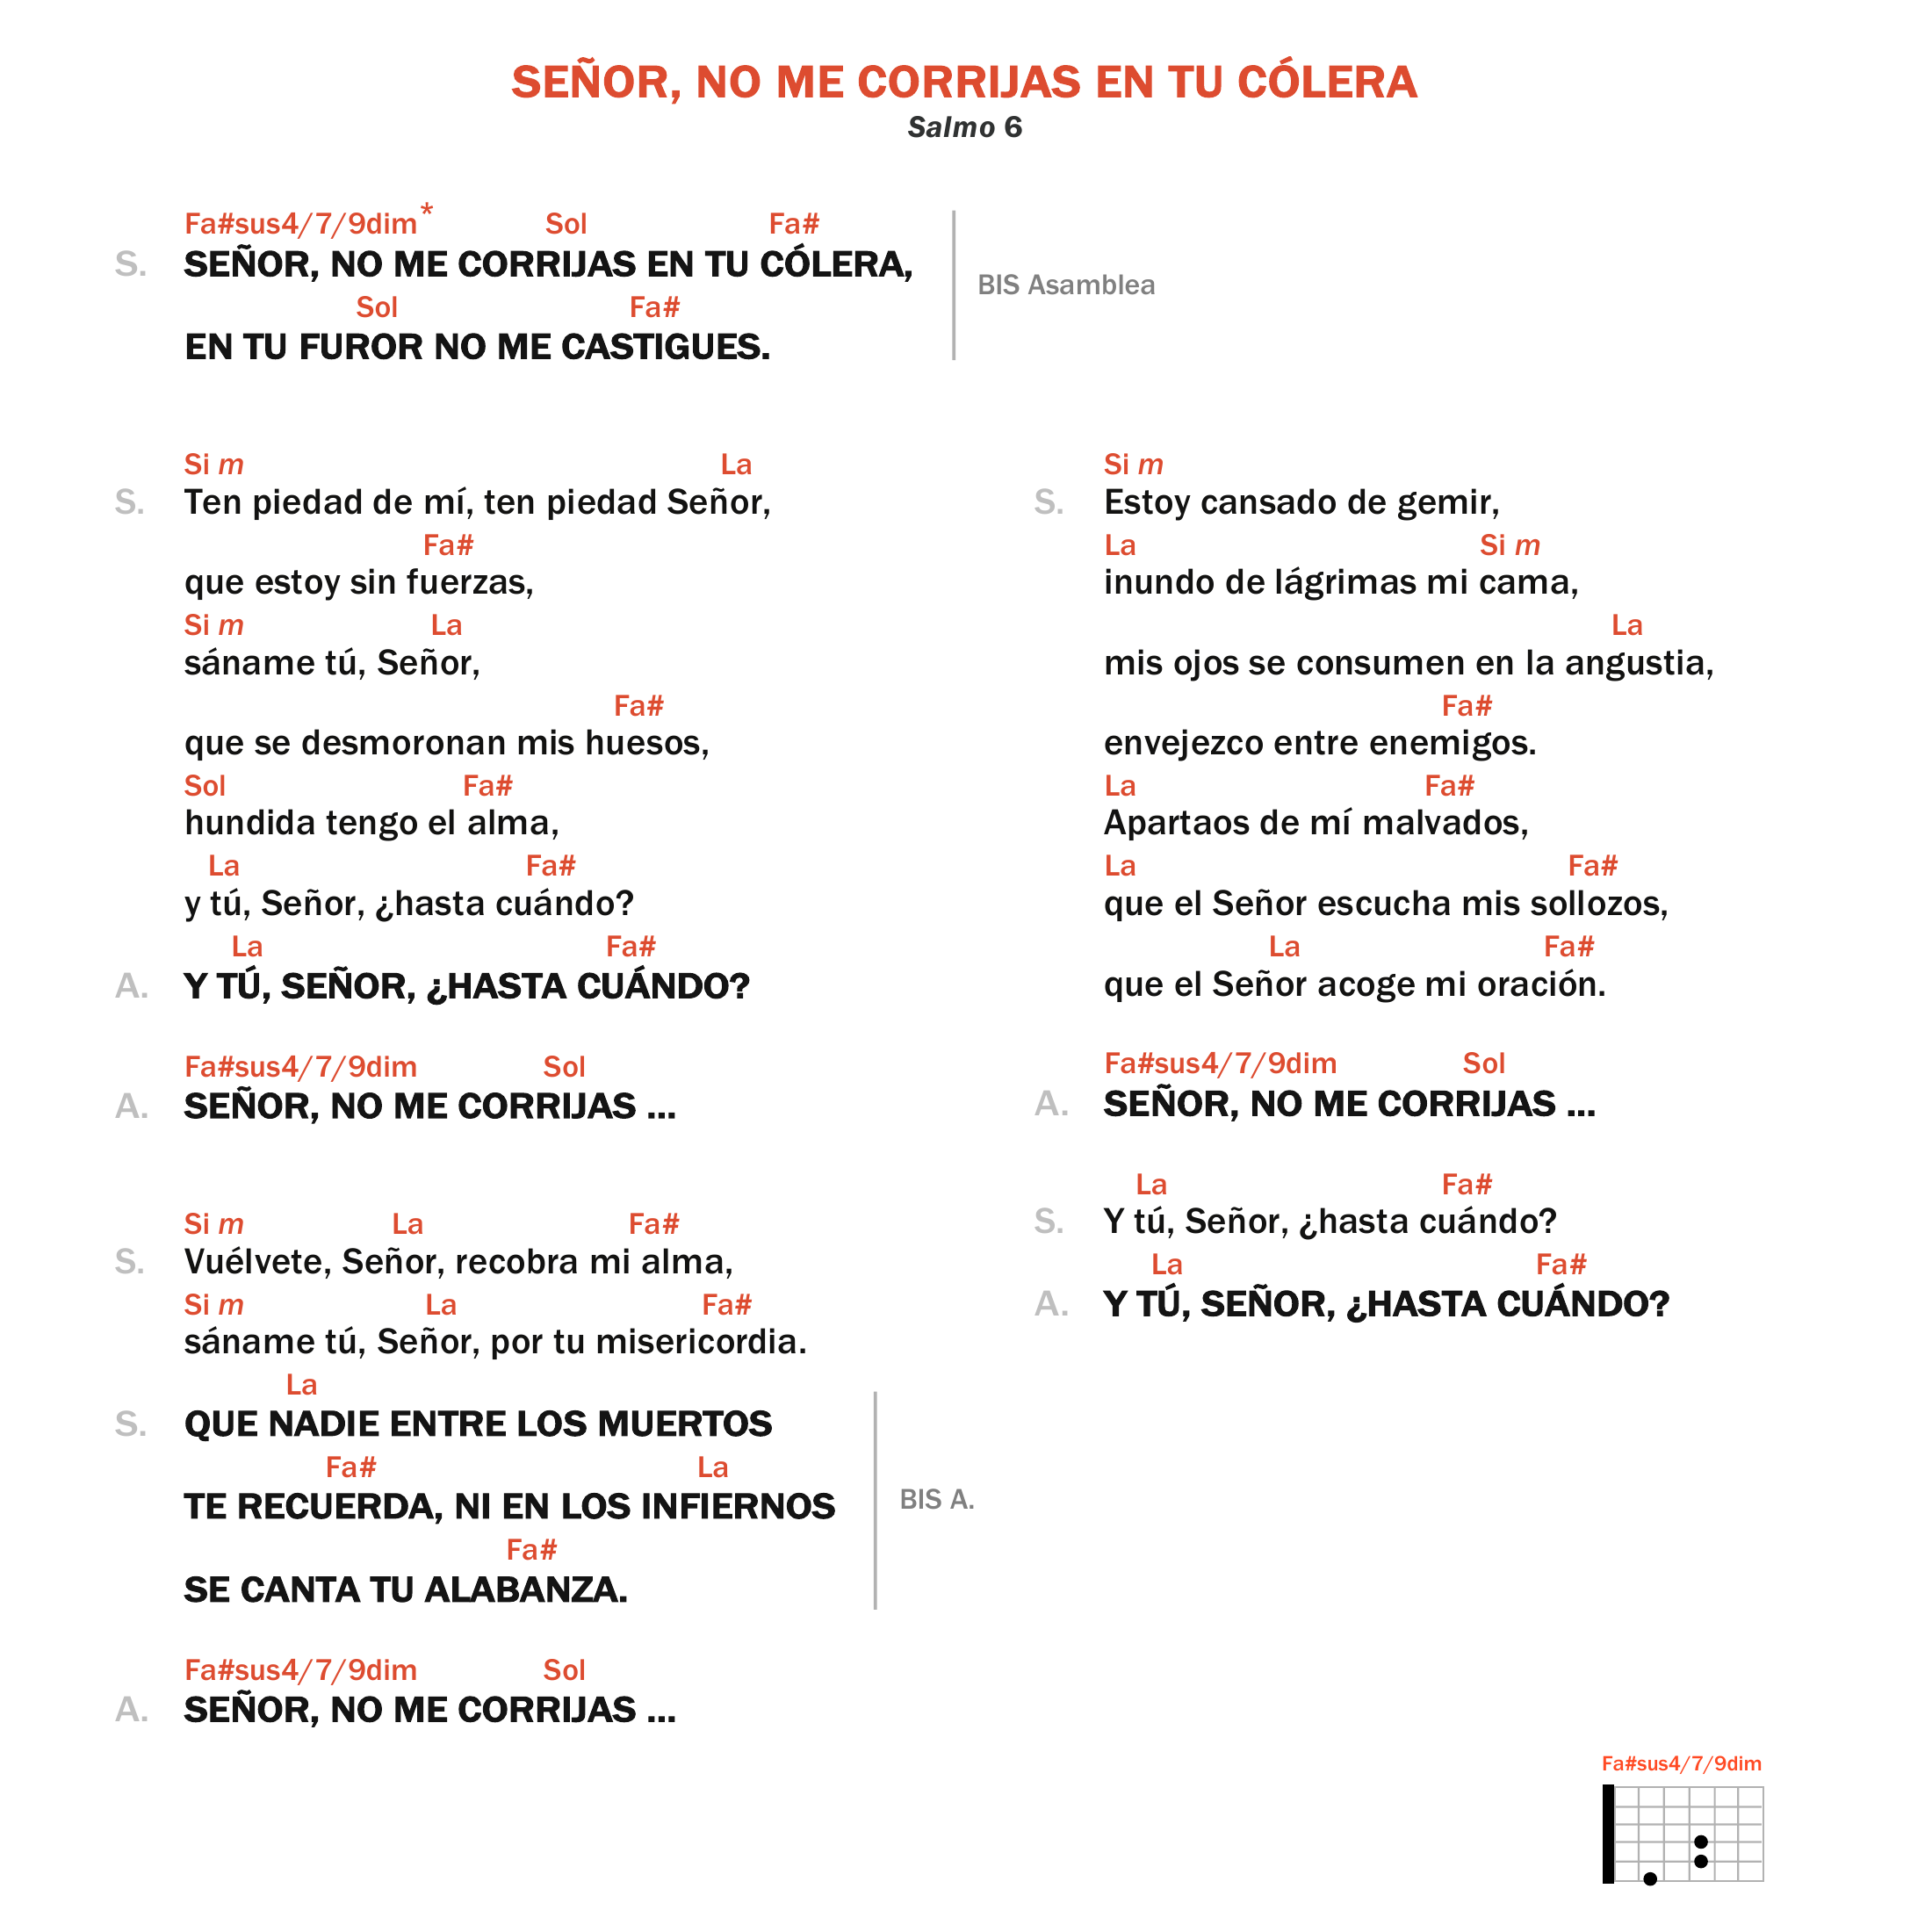 SEÑOR, NO ME CORRIJAS EN TU CÓLERA
Salmo 6
Fa#sus4/7/9dim* Sol Fa#
S. SEÑOR, NO ME CORRIJAS EN TU CÓLERA,
Sol Fa#
EN TU FUROR NO ME CASTIGUES.
BIS Asamblea
Si m La
S. Ten piedad de mí, ten piedad Señor,
Fa#
que estoy sin fuerzas,
Si m La
sáname tú, Señor,
Fa#
que se desmoronan mis huesos,
Sol Fa#
hundida tengo el alma,
La Fa#
y tú, Señor, ¿hasta cuándo?
La Fa#
A. Y TÚ, SEÑOR, ¿HASTA CUÁNDO?
Fa#sus4/7/9dim Sol
A. SEÑOR, NO ME CORRIJAS ...
Si m La Fa#
S. Vuélvete, Señor, recobra mi alma,
Si m La Fa#
sáname tú, Señor, por tu misericordia.
La
S. QUE NADIE ENTRE LOS MUERTOS
Fa# La
TE RECUERDA, NI EN LOS INFIERNOS
Fa#
SE CANTA TU ALABANZA.
BIS A.
Fa#sus4/7/9dim Sol
A. SEÑOR, NO ME CORRIJAS ...
Si m
S. Estoy cansado de gemir,
La Si m
inundo de lágrimas mi cama,
La
mis ojos se consumen en la angustia,
Fa#
envejezco entre enemigos.
La Fa#
Apartaos de mí malvados,
La Fa#
que el Señor escucha mis sollozos,
La Fa#
que el Señor acoge mi oración.
Fa#sus4/7/9dim Sol
A. SEÑOR, NO ME CORRIJAS ...
La Fa#
S. Y tú, Señor, ¿hasta cuándo?
La Fa#
A. Y TÚ, SEÑOR, ¿HASTA CUÁNDO?
Fa#sus4/7/9dim